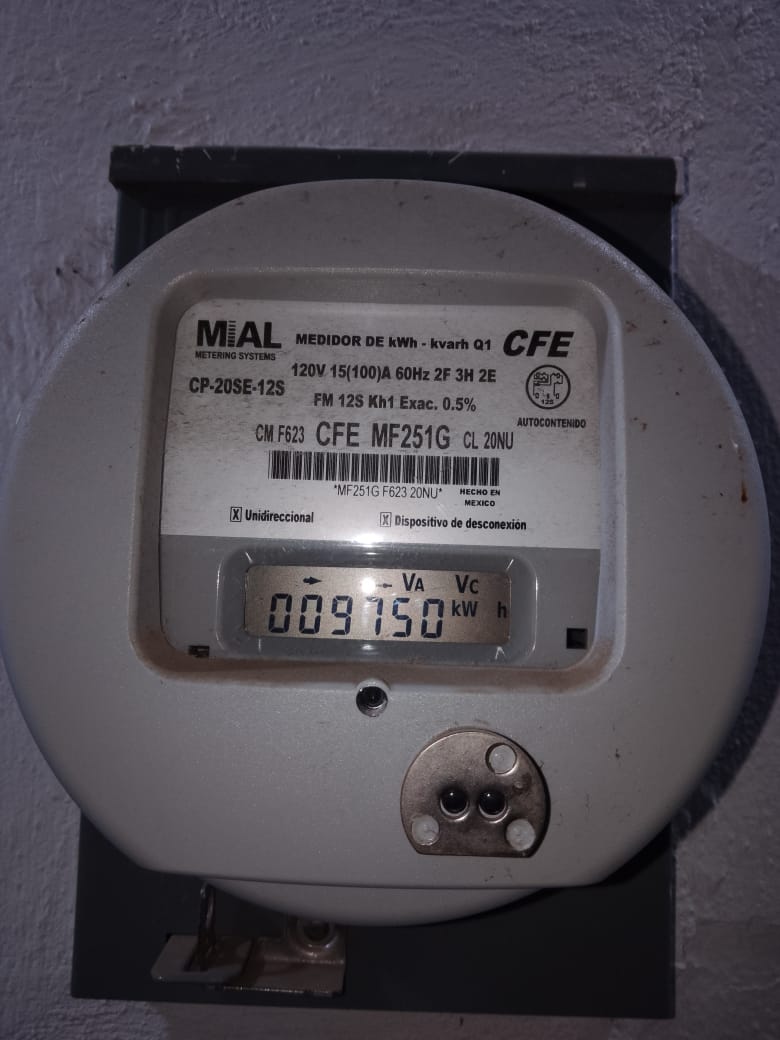 MIAL
METERING SYSTEMS
MEDIDOR DE kWh - kvarh Q1
CFE
120V 15(100)A 60Hz 2F 3H 2E
CP-20SE-12S
FM 12S Kh1 Exac. 0.5%
12S
AUTOCONTENIDO
CM F623 CFE MF251G CL 20NU
*MF251G F623 20NU*
HECHO EN
MEXICO
X Unidireccional
X Dispositivo de desconexión
VA VC
009750 kW h